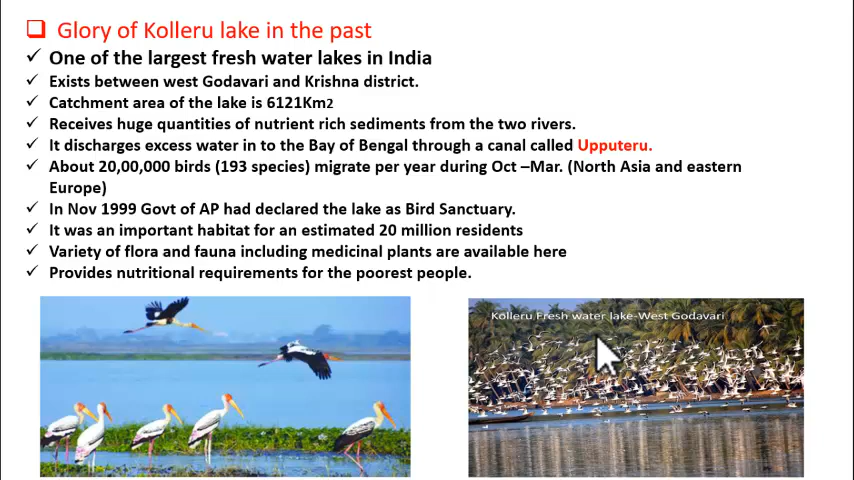 Glory of Kolleru lake in the past
One of the largest fresh water lakes in India
Exists between west Godavari and Krishna district.
Catchment area of the lake is 6121Km2
Receives huge quantities of nutrient rich sediments from the two rivers.
It discharges excess water in to the Bay of Bengal through a canal called Upputeru.
About 20,00,000 birds (193 species) migrate per year during Oct –Mar. (North Asia and eastern
Europe)
In Nov 1999 Govt of AP had declared the lake as Bird Sanctuary.
It was an important habitat for an estimated 20 million residents
Variety of flora and fauna including medicinal plants are available here
Provides nutritional requirements for the poorest people.
Kolleru Fresh water lake-West Godavari